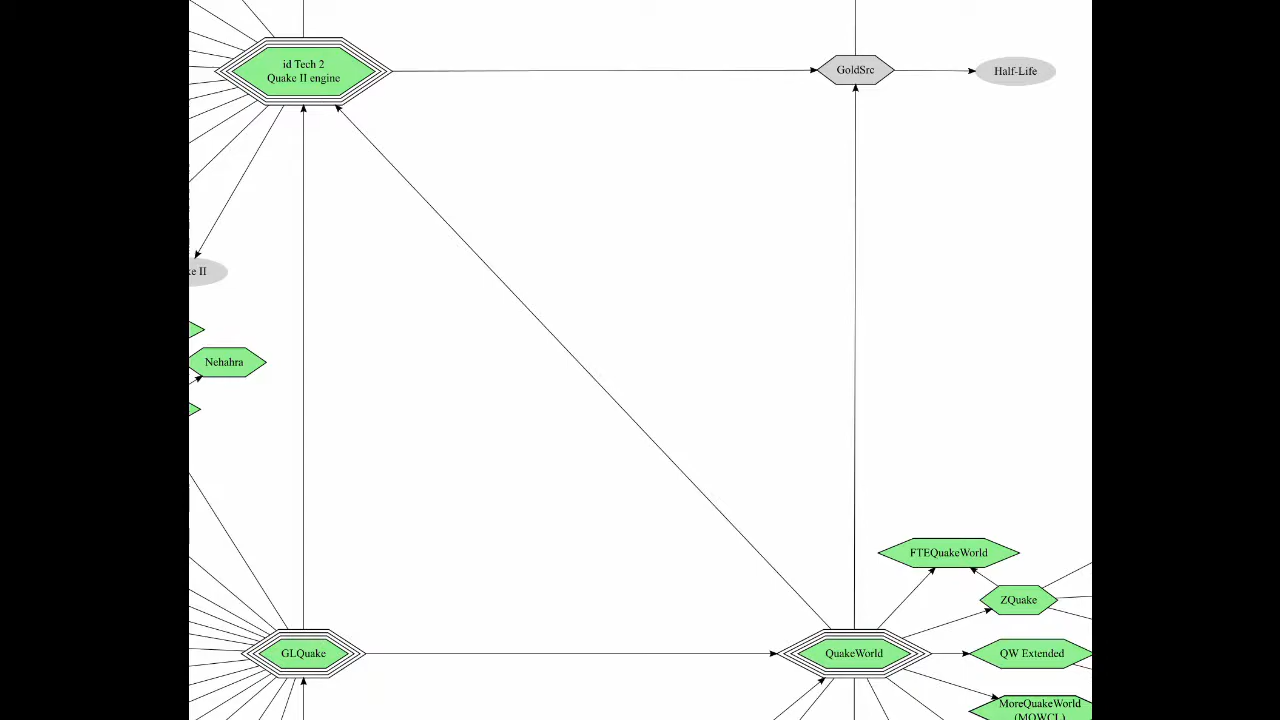 id Tech 2
Quake II engine
GoldSrc
Half-Life
ke II
Nehahra
FTEQuakeWorld
ZQuake
GLQuake
QuakeWorld
QW Extended
MoreQuakeWorld
(MQWCL)